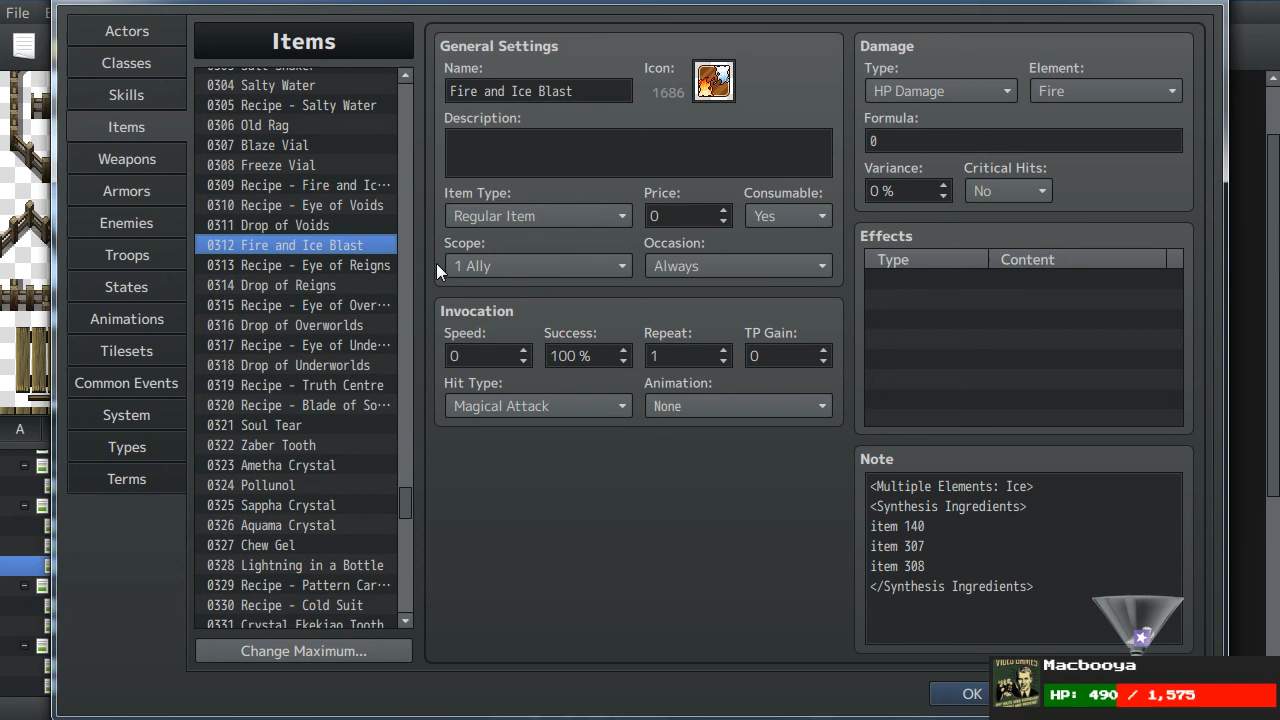 File
Actors
Classes
Skills
Items
Weapons
Armors
Enemies
Troops
States
Animations
Tilesets
Common Events
System
Types
Terms
A
Items
0304 Salty Water
0305 Recipe - Salty Water
0306 Old Rag
0307 Blaze Vial
0308 Freeze Vial
0309 Recipe - Fire and Ic···
0310 Recipe - Eye of Voids
0311 Drop of Voids
0312 Fire and Ice Blast
0313 Recipe - Eye of Reigns
0314 Drop of Reigns
0315 Recipe - Eye of Over···
0316 Drop of Overworlds
0317 Recipe - Eye of Unde···
0318 Drop of Underworlds
0319 Recipe - Truth Centre
0320 Recipe - Blade of So···
0321 Soul Tear
0322 Zaber Tooth
0323 Ametha Crystal
0324 Pollunol
0325 Sappha Crystal
0326 Aquama Crystal
0327 Chew Gel
0328 Lightning in a Bottle
0329 Recipe - Pattern Car···
0330 Recipe - Cold Suit
0331 Crystal Ekekiao Tooth
Change Maximum...
General Settings
Name: Icon:
Fire and Ice Blast 1686
Description:
Item Type: Price: Consumable:
Regular Item 0 Yes
Scope: Occasion:
1 Ally Always
Invocation
Speed: Success: Repeat: TP Gain:
0 100 % 1 0
Hit Type: Animation:
Magical Attack None
Damage
Type: Element:
HP Damage Fire
Formula:
0
Variance: Critical Hits:
0 % No
Effects
Type Content
Note
<Multiple Elements: Ice>
<Synthesis Ingredients>
item 140
item 307
item 308
</Synthesis Ingredients>
OK
VIDEO GAMES
Macbooya
HP: 490 / 1,575